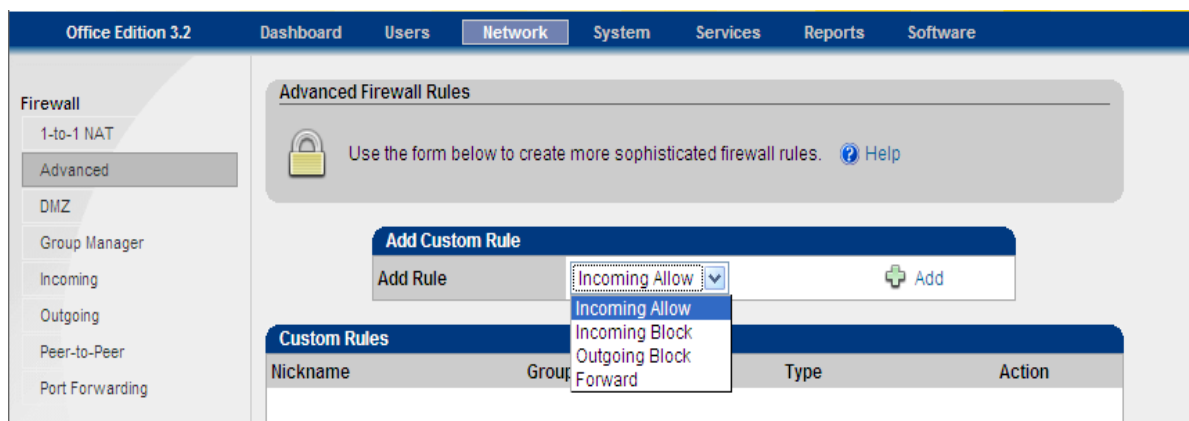 Office Edition 3.2 Dashboard Users Network System Services Reports Software
Firewall
1-to-1 NAT
Advanced
DMZ
Group Manager
Incoming
Outgoing
Peer-to-Peer
Port Forwarding
Advanced Firewall Rules
Use the form below to create more sophisticated firewall rules. Help
Add Custom Rule
Add Rule Incoming Allow Add
Incoming Allow
Incoming Block
Outgoing Block
Forward
Custom Rules
Nickname Group Type Action